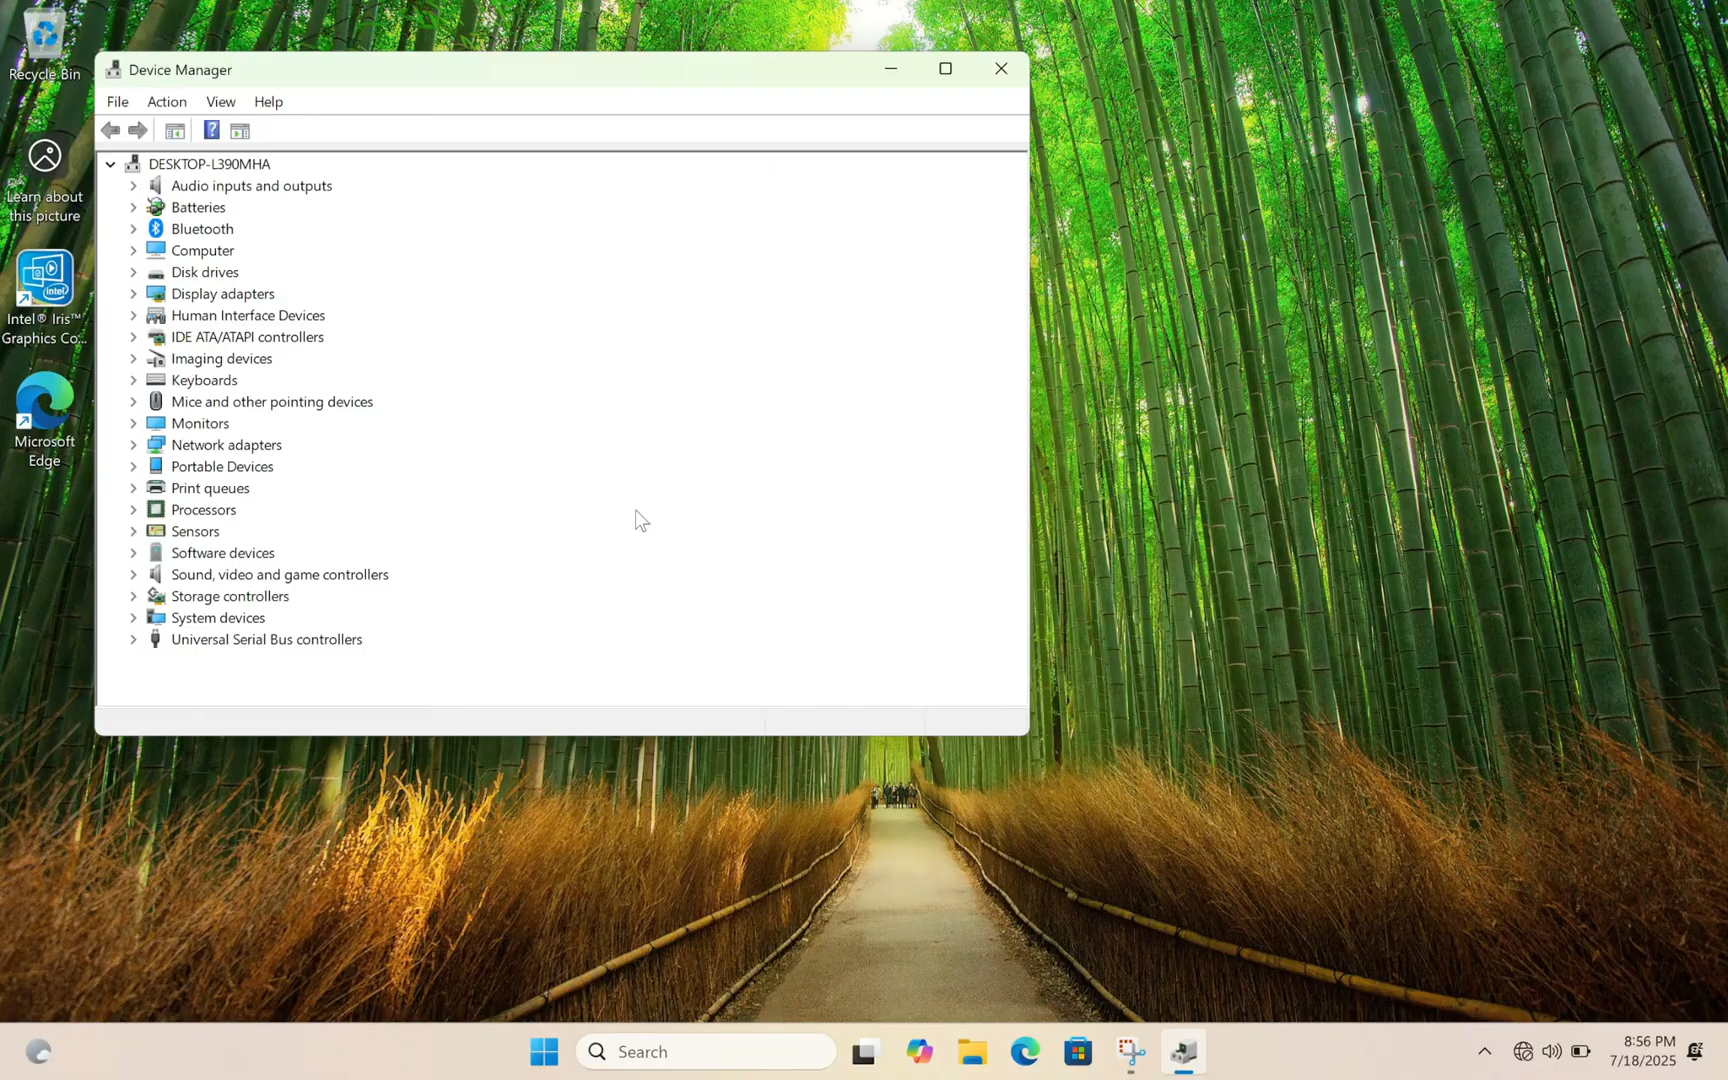 Recycle Bin
Learn about
this picture
intel
Intel® Iris™
Graphics Co...
Microsoft
Edge
Device Manager
File Action View Help
?
DESKTOP-L390MHA
Audio inputs and outputs
Batteries
Bluetooth
Computer
Disk drives
Display adapters
Human Interface Devices
IDE ATA/ATAPI controllers
Imaging devices
Keyboards
Mice and other pointing devices
Monitors
Network adapters
Portable Devices
Print queues
Processors
Sensors
Software devices
Sound, video and game controllers
Storage controllers
System devices
Universal Serial Bus controllers
Search
8:56 PM
7/18/2025